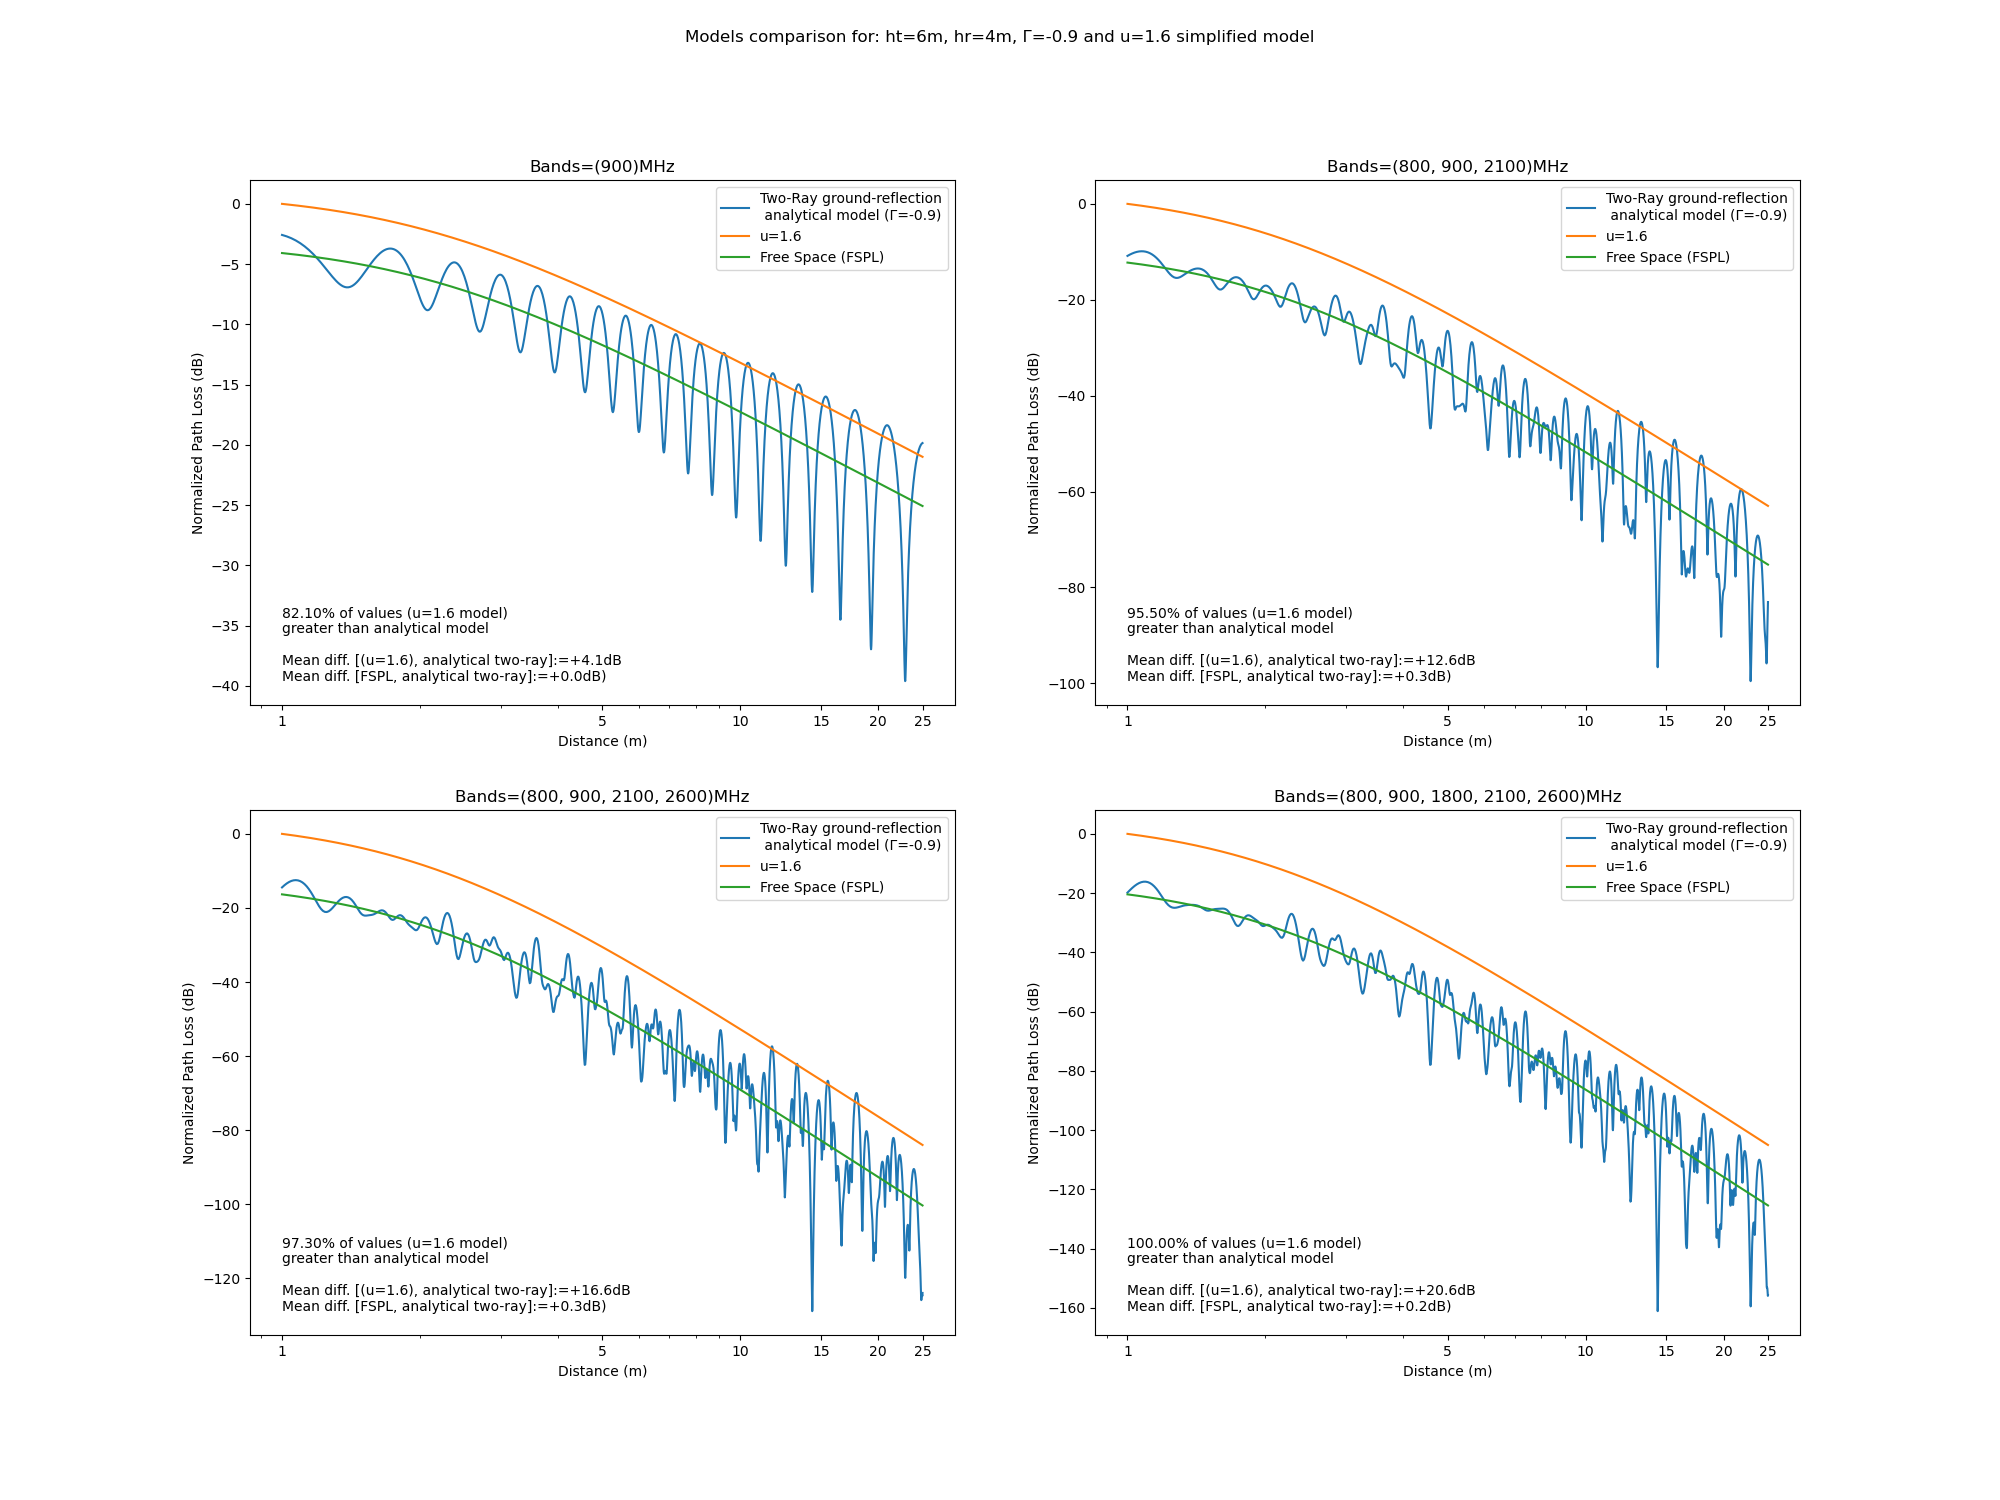 Models comparison for: ht=6m, hr=4m, Γ=-0.9 and u=1.6 simplified model
Bands=(900)MHz
Normalized Path Loss (dB)
0
−5
−10
−15
−20
−25
−30
−35
−40
Two-Ray ground-reflection
analytical model (Γ=-0.9)
u=1.6
Free Space (FSPL)
82.10% of values (u=1.6 model)
greater than analytical model
Mean diff. [(u=1.6), analytical two-ray]:=+4.1dB
Mean diff. [FSPL, analytical two-ray]:=+0.0dB)
1
5
10
15
20
25
Distance (m)
Bands=(800, 900, 2100)MHz
Normalized Path Loss (dB)
0
−20
−40
−60
−80
−100
Two-Ray ground-reflection
analytical model (Γ=-0.9)
u=1.6
Free Space (FSPL)
95.50% of values (u=1.6 model)
greater than analytical model
Mean diff. [(u=1.6), analytical two-ray]:=+12.6dB
Mean diff. [FSPL, analytical two-ray]:=+0.3dB)
1
5
10
15
20
25
Distance (m)
Bands=(800, 900, 2100, 2600)MHz
Normalized Path Loss (dB)
0
−20
−40
−60
−80
−100
−120
Two-Ray ground-reflection
analytical model (Γ=-0.9)
u=1.6
Free Space (FSPL)
97.30% of values (u=1.6 model)
greater than analytical model
Mean diff. [(u=1.6), analytical two-ray]:=+16.6dB
Mean diff. [FSPL, analytical two-ray]:=+0.3dB)
1
5
10
15
20
25
Distance (m)
Bands=(800, 900, 1800, 2100, 2600)MHz
Normalized Path Loss (dB)
0
−20
−40
−60
−80
−100
−120
−140
−160
Two-Ray ground-reflection
analytical model (Γ=-0.9)
u=1.6
Free Space (FSPL)
100.00% of values (u=1.6 model)
greater than analytical model
Mean diff. [(u=1.6), analytical two-ray]:=+20.6dB
Mean diff. [FSPL, analytical two-ray]:=+0.2dB)
1
5
10
15
20
25
Distance (m)